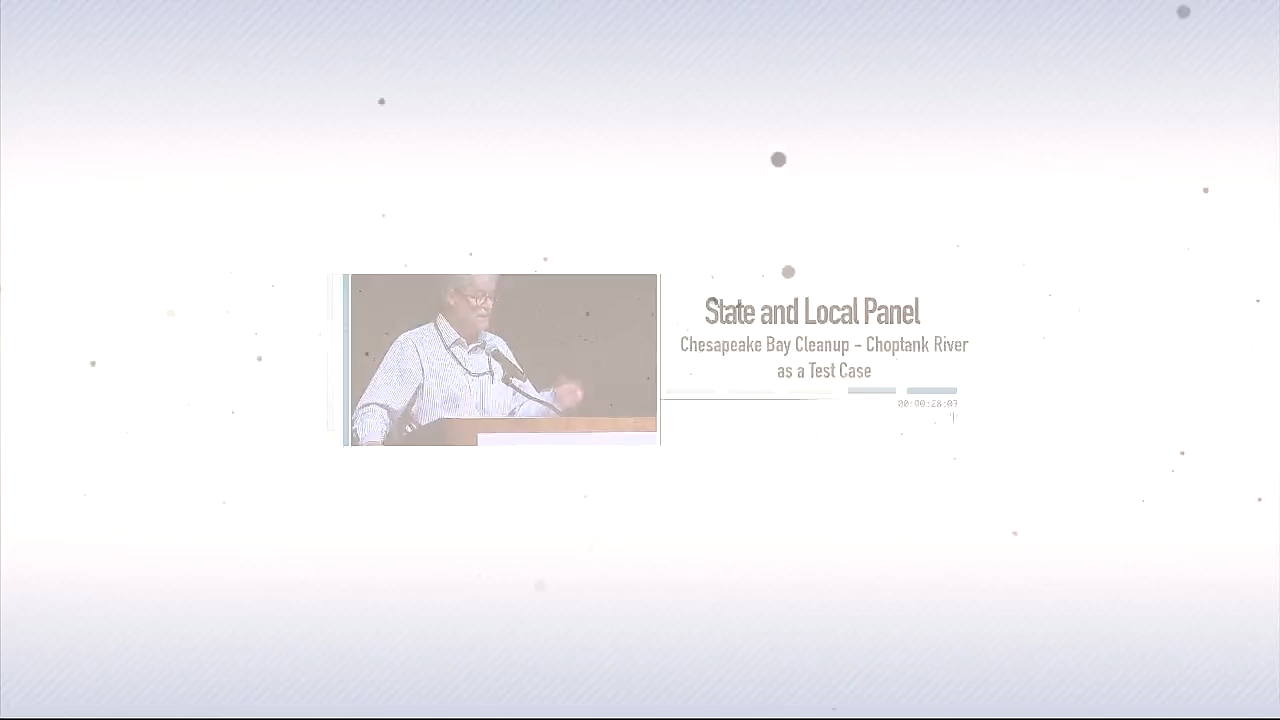 State and Local Panel
Chesapeake Bay Cleanup - Choptank River
as a Test Case
00:00:28:07